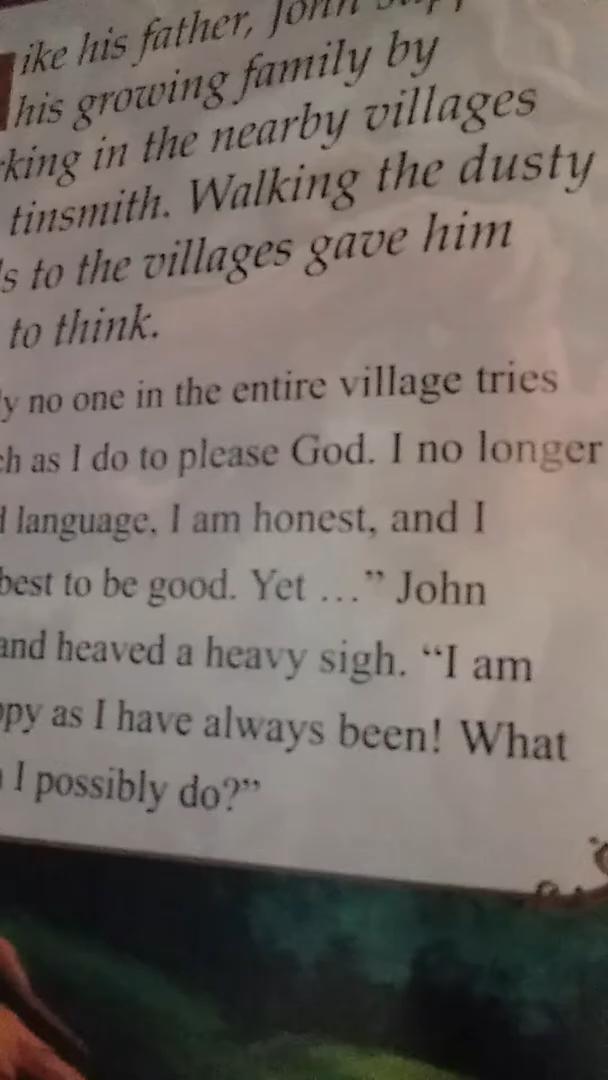 ike his father, John
his growing family by
king in the nearby villages
tinsmith. Walking the dusty
s to the villages gave him
to think.
y no one in the entire village tries
ch as I do to please God. I no longer
language, I am honest, and I
best to be good. Yet …” John
and heaved a heavy sigh. “I am
ppy as I have always been! What
I possibly do?”